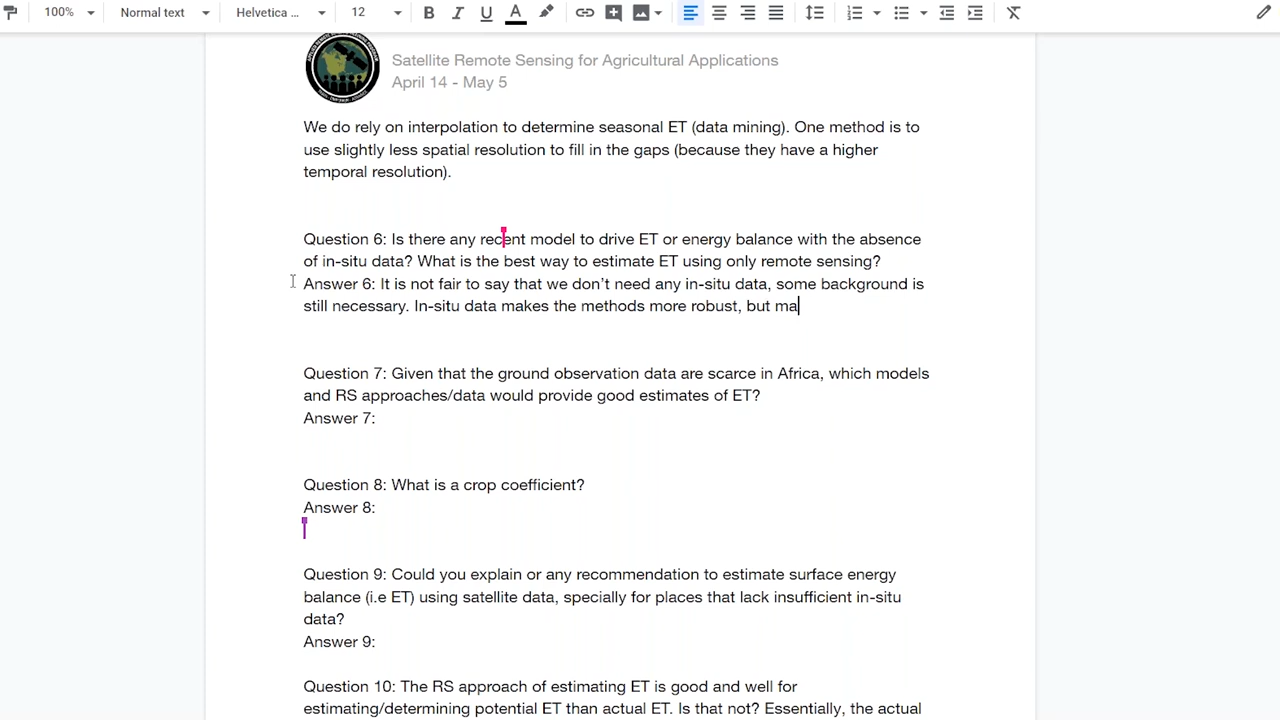 100% Normal text Helvetica ... 12 B I U A
Satellite Remote Sensing for Agricultural Applications
April 14 - May 5
We do rely on interpolation to determine seasonal ET (data mining). One method is to
use slightly less spatial resolution to fill in the gaps (because they have a higher
temporal resolution).
Question 6: Is there any recent model to drive ET or energy balance with the absence
of in-situ data? What is the best way to estimate ET using only remote sensing?
Answer 6: It is not fair to say that we don’t need any in-situ data, some background is
still necessary. In-situ data makes the methods more robust, but ma
Question 7: Given that the ground observation data are scarce in Africa, which models
and RS approaches/data would provide good estimates of ET?
Answer 7:
Question 8: What is a crop coefficient?
Answer 8:
Question 9: Could you explain or any recommendation to estimate surface energy
balance (i.e ET) using satellite data, specially for places that lack insufficient in-situ
data?
Answer 9:
Question 10: The RS approach of estimating ET is good and well for
estimating/determining potential ET than actual ET. Is that not? Essentially, the actual